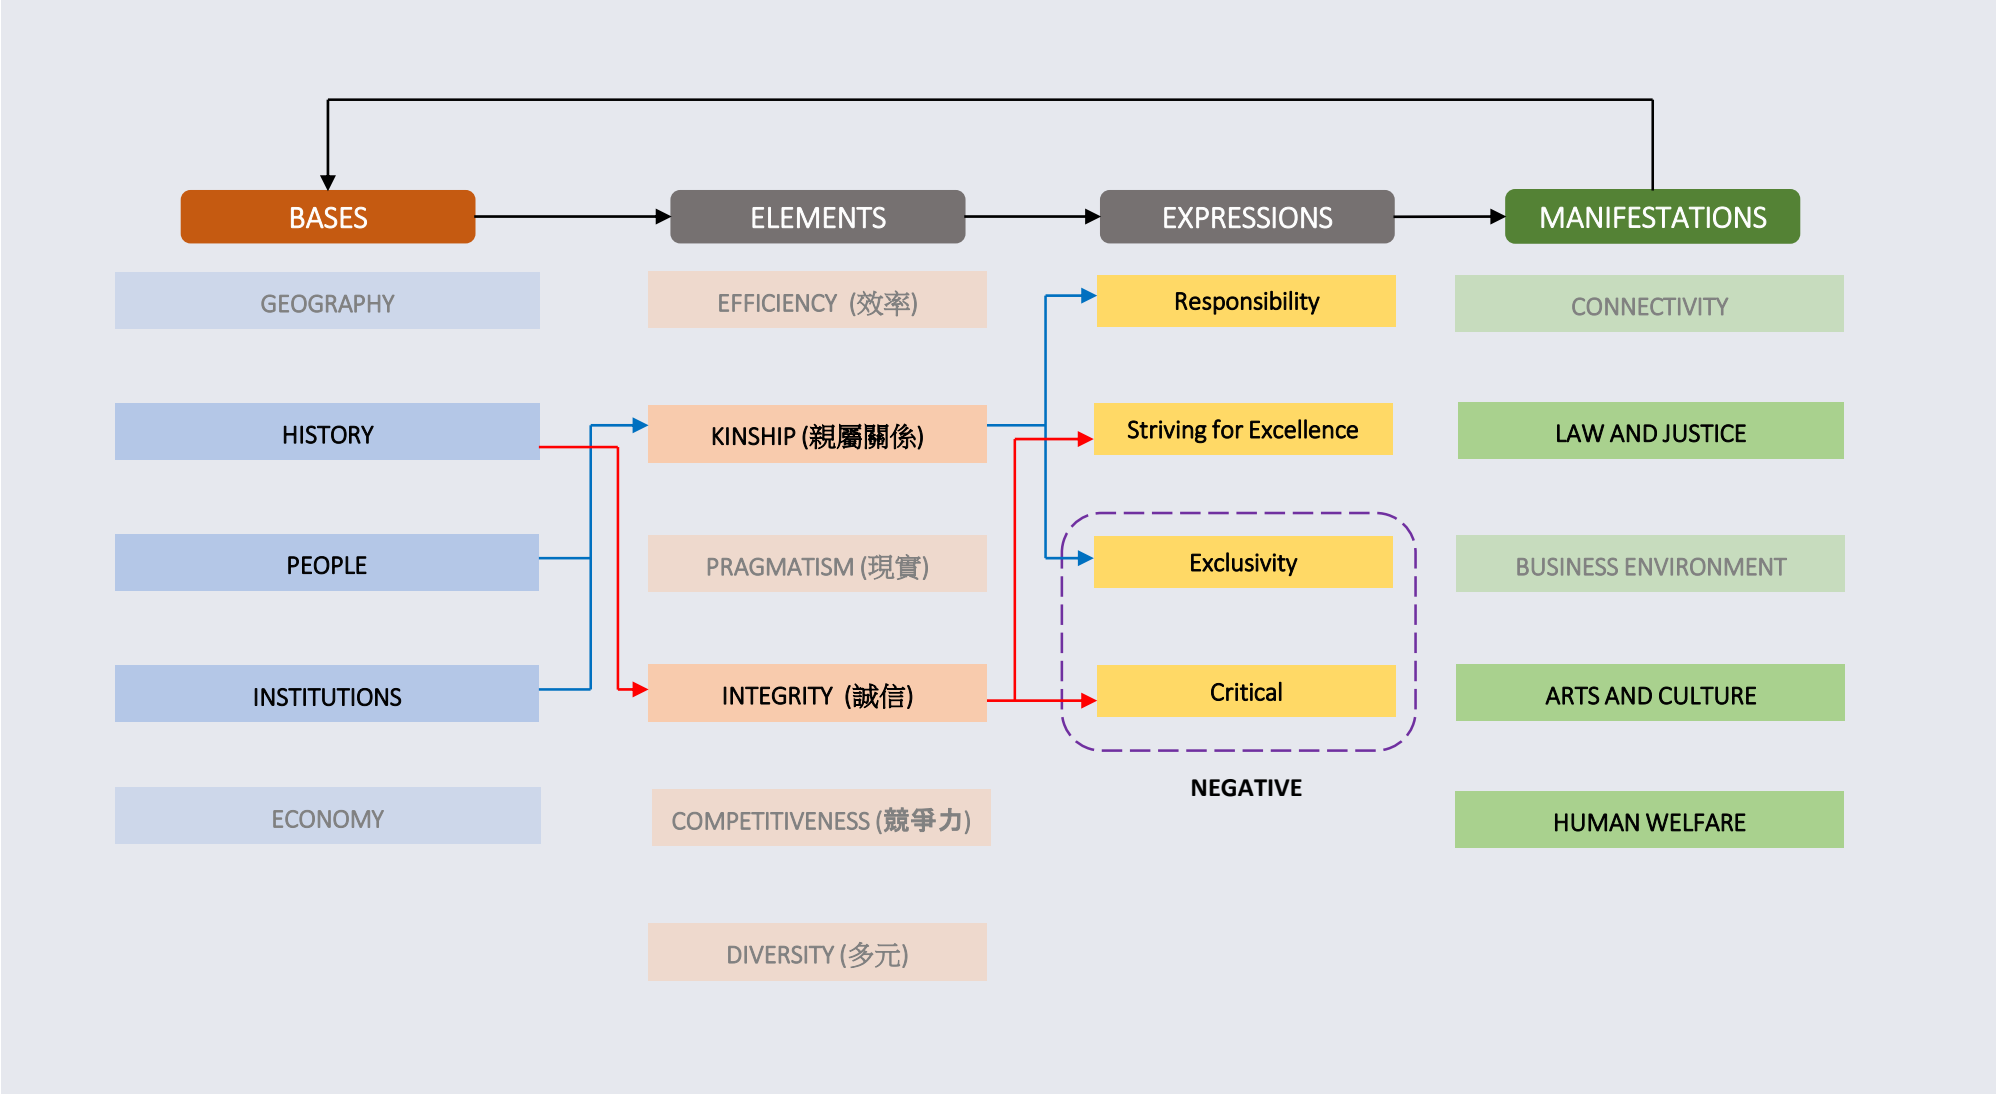 BASES
ELEMENTS
EXPRESSIONS
MANIFESTATIONS
GEOGRAPHY
EFFICIENCY (效率)
Responsibility
CONNECTIVITY
HISTORY
KINSHIP (親屬關係)
Striving for Excellence
LAW AND JUSTICE
PEOPLE
PRAGMATISM (現實)
Exclusivity
BUSINESS ENVIRONMENT
INSTITUTIONS
INTEGRITY (誠信)
Critical
ARTS AND CULTURE
NEGATIVE
ECONOMY
COMPETITIVENESS (競爭力)
HUMAN WELFARE
DIVERSITY (多元)